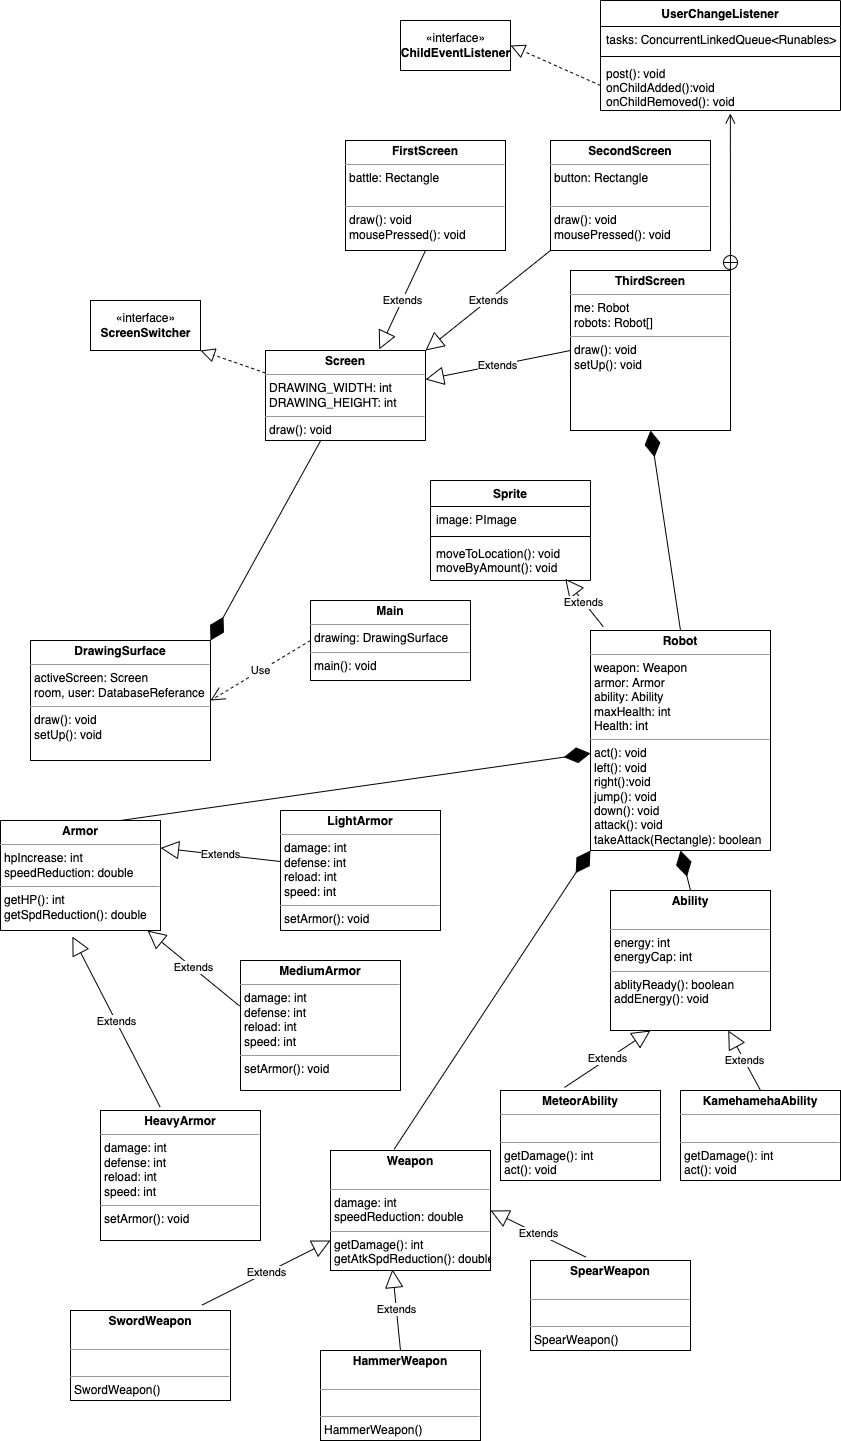 UserChangeListener
tasks: ConcurrentLinkedQueue<Runables>
post(): void
onChildAdded():void
onChildRemoved(): void
«interface»
ChildEventListener
FirstScreen
battle: Rectangle
draw(): void
mousePressed(): void
SecondScreen
button: Rectangle
draw(): void
mousePressed(): void
ThirdScreen
me: Robot
robots: Robot[]
draw(): void
setUp(): void
Extends
Extends
Extends
«interface»
ScreenSwitcher
Screen
DRAWING_WIDTH: int
DRAWING_HEIGHT: int
draw(): void
Sprite
image: PImage
moveToLocation(): void
moveByAmount(): void
Extends
Main
drawing: DrawingSurface
main(): void
Use
DrawingSurface
activeScreen: Screen
room, user: DatabaseReferance
draw(): void
setUp(): void
Robot
weapon: Weapon
armor: Armor
ability: Ability
maxHealth: int
Health: int
act(): void
left(): void
right():void
jump(): void
down(): void
attack(): void
takeAttack(Rectangle): boolean
Armor
hpIncrease: int
speedReduction: double
getHP(): int
getSpdReduction(): double
Extends
LightArmor
damage: int
defense: int
reload: int
speed: int
setArmor(): void
Extends
MediumArmor
damage: int
defense: int
reload: int
speed: int
setArmor(): void
Extends
HeavyArmor
damage: int
defense: int
reload: int
speed: int
setArmor(): void
Ability
energy: int
energyCap: int
ablityReady(): boolean
addEnergy(): void
Extends
Extends
MeteorAbility
getDamage(): int
act(): void
KamehamehaAbility
getDamage(): int
act(): void
Weapon
damage: int
speedReduction: double
getDamage(): int
getAtkSpdReduction(): double
Extends
Extends
Extends
SpearWeapon
SpearWeapon()
SwordWeapon
SwordWeapon()
HammerWeapon
HammerWeapon()